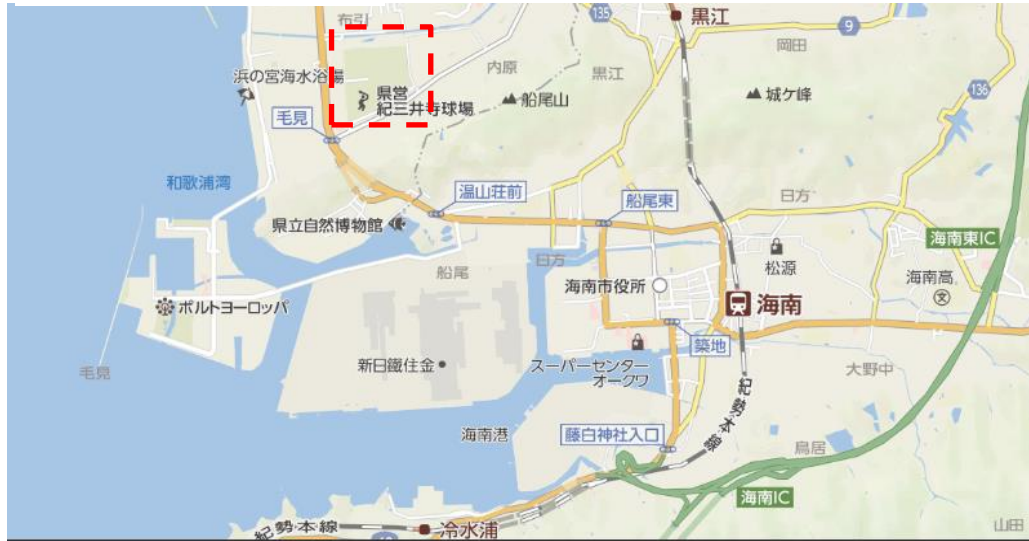 布引
135
黒江
9
岡田
浜の宮海水浴場
県営
紀三井寺球場
内原
黒江
船尾山
城ケ峰
136
毛見
和歌浦湾
温山荘前
船尾東
日方
県立自然博物館
海南東IC
船尾
日方
海南市役所
松源
海南高
文
ポルトヨーロッパ
海南
築地
毛見
新日鐵住金
スーパーセンター
オークワ
大野中
紀勢本線
海南港
藤白神社入口
鳥居
海南IC
紀勢本線
冷水浦
山田